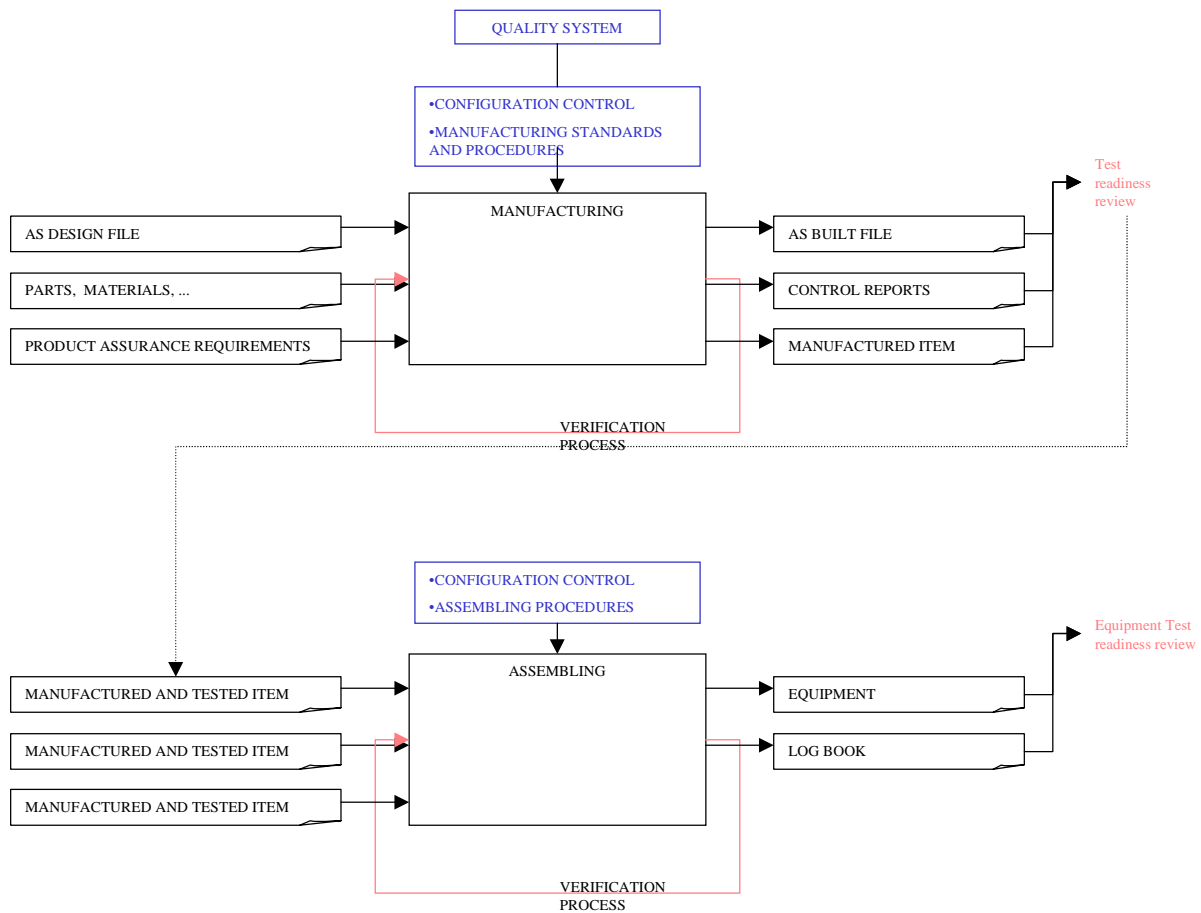 QUALITY SYSTEM
•CONFIGURATION CONTROL
•MANUFACTURING STANDARDS
AND PROCEDURES
Test
readiness
review
MANUFACTURING
AS DESIGN FILE
AS BUILT FILE
PARTS, MATERIALS, ...
CONTROL REPORTS
PRODUCT ASSURANCE REQUIREMENTS
MANUFACTURED ITEM
VERIFICATION
PROCESS
•CONFIGURATION CONTROL
•ASSEMBLING PROCEDURES
Equipment Test
readiness review
ASSEMBLING
MANUFACTURED AND TESTED ITEM
EQUIPMENT
MANUFACTURED AND TESTED ITEM
LOG BOOK
MANUFACTURED AND TESTED ITEM
VERIFICATION
PROCESS